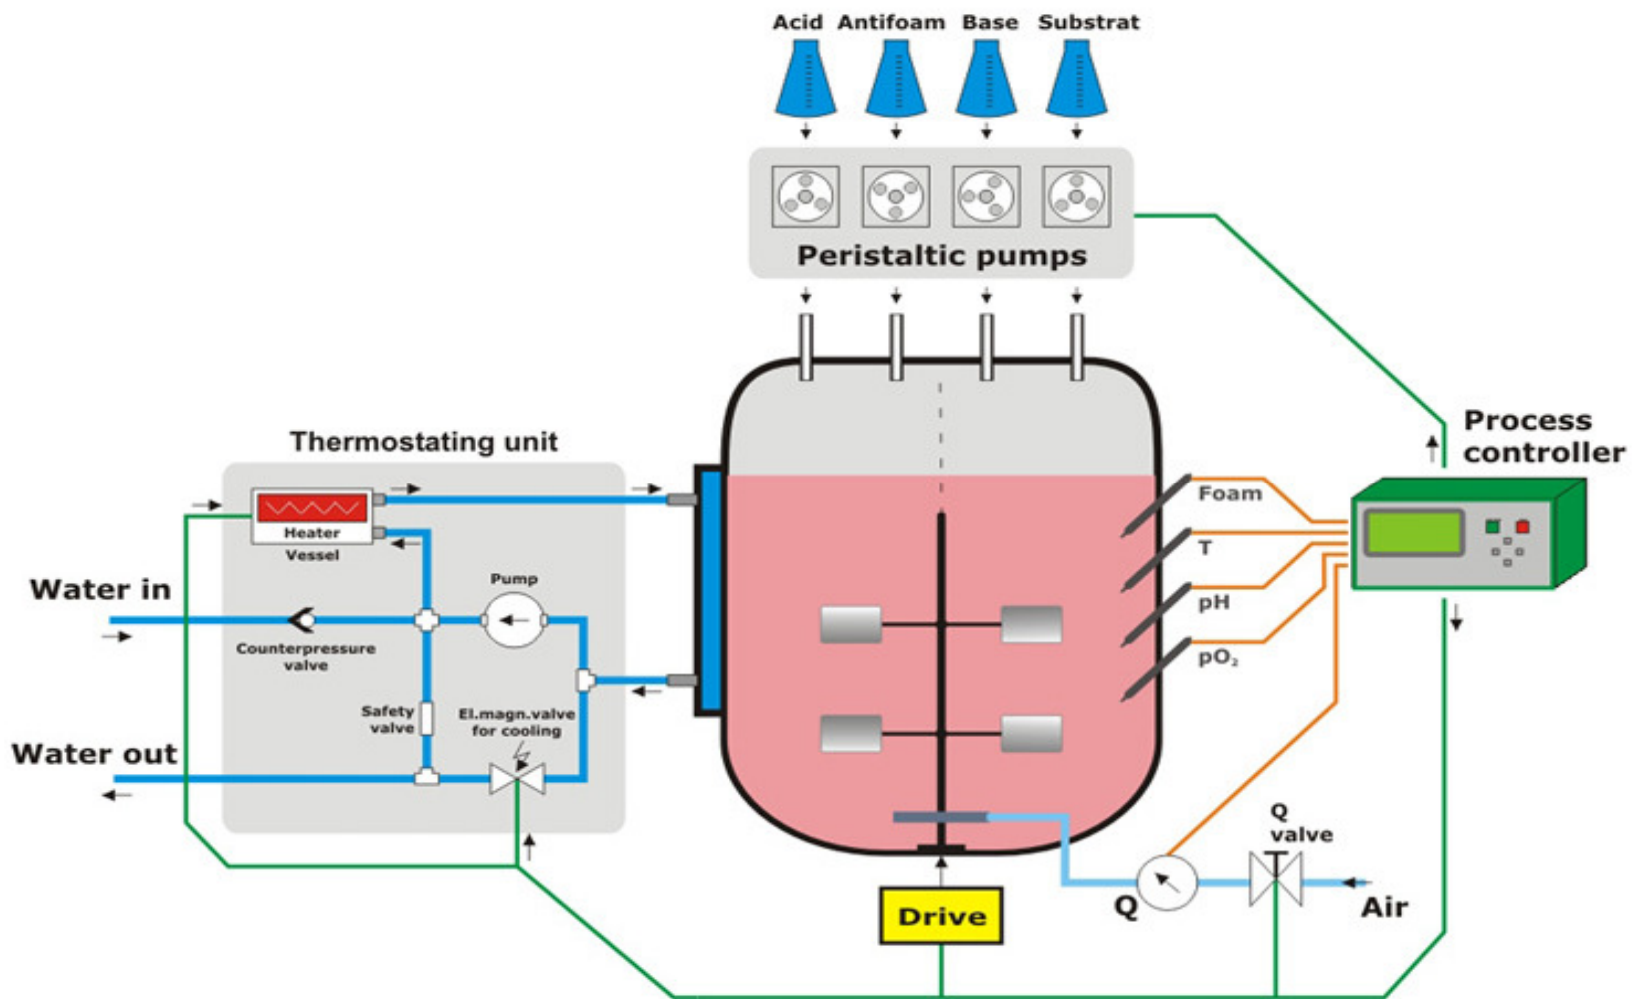 Acid Antifoam Base Substrat
Peristaltic pumps
Process
controller
Thermostating unit
Heater
Vessel
Pump
Water in
Counterpressure
valve
Safety
valve
El.magn.valve
for cooling
Water out
Foam
T
pH
pO₂
Q
valve
Q
Air
Drive